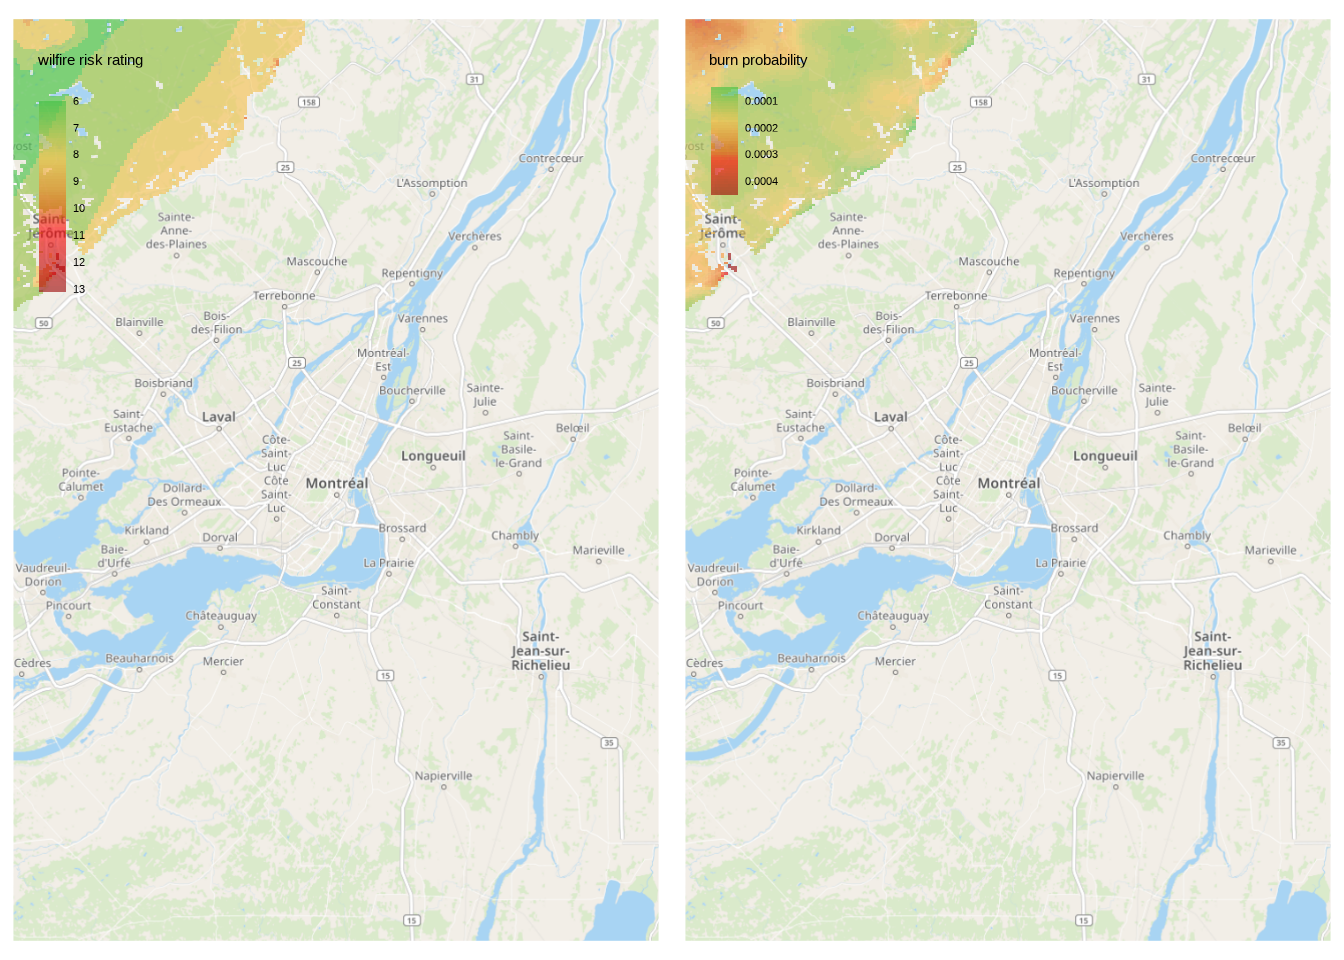 wilfire risk rating
31
158
6
7
8
9
10
11
12
13
25
Contrecœur
L'Assomption
Saint-
Jérôme
Sainte-
Anne-
des-Plaines
Vercheres
Mascouche
Repentigny
Terrebonne
50
Blainville
Bois-
des-Filion
Varennes
25
Montréal-
Est
Boisbriand
Boucherville
Sainte-
Julie
Saint-
Eustache
Laval
Belœil
Côte-
Saint-
Luc
Côte
Saint-
Luc
Longueuil
Saint-
Basile-
le-Grand
Pointe-
Calumet
Dollard-
Des Ormeaux
Montréal
Kirkland
Dorval
Brossard
Chambly
Baie-
d'Urfé
Marieville
Vaudreuil-
Dorion
La Prairie
Pincourt
Saint-
Constant
Châteauguay
Saint-
Jean-sur-
Richelieu
Cèdres
Beauharnois
Mercier
15
35
Napierville
15
burn probability
31
158
0.0001
0.0002
0.0003
0.0004
25
Contrecœur
L'Assomption
Saint-
Jérôme
Sainte-
Anne-
des-Plaines
Vercheres
Mascouche
Repentigny
Terrebonne
50
Blainville
Bois-
des-Filion
Varennes
25
Montréal-
Est
Boisbriand
Boucherville
Sainte-
Julie
Saint-
Eustache
Laval
Belœil
Côte-
Saint-
Luc
Côte
Saint-
Luc
Longueuil
Saint-
Basile-
le-Grand
Pointe-
Calumet
Dollard-
Des Ormeaux
Montréal
Kirkland
Dorval
Brossard
Chambly
Baie-
d'Urfé
Marieville
Vaudreuil-
Dorion
La Prairie
Pincourt
Saint-
Constant
Châteauguay
Saint-
Jean-sur-
Richelieu
Cèdres
Beauharnois
Mercier
15
35
Napierville
15